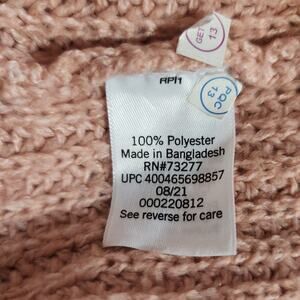 GET
13
PQC
13
RPI1
100% Polyester
Made in Bangladesh
RN#73277
UPC 400465698857
08/21
000220812
See reverse for care